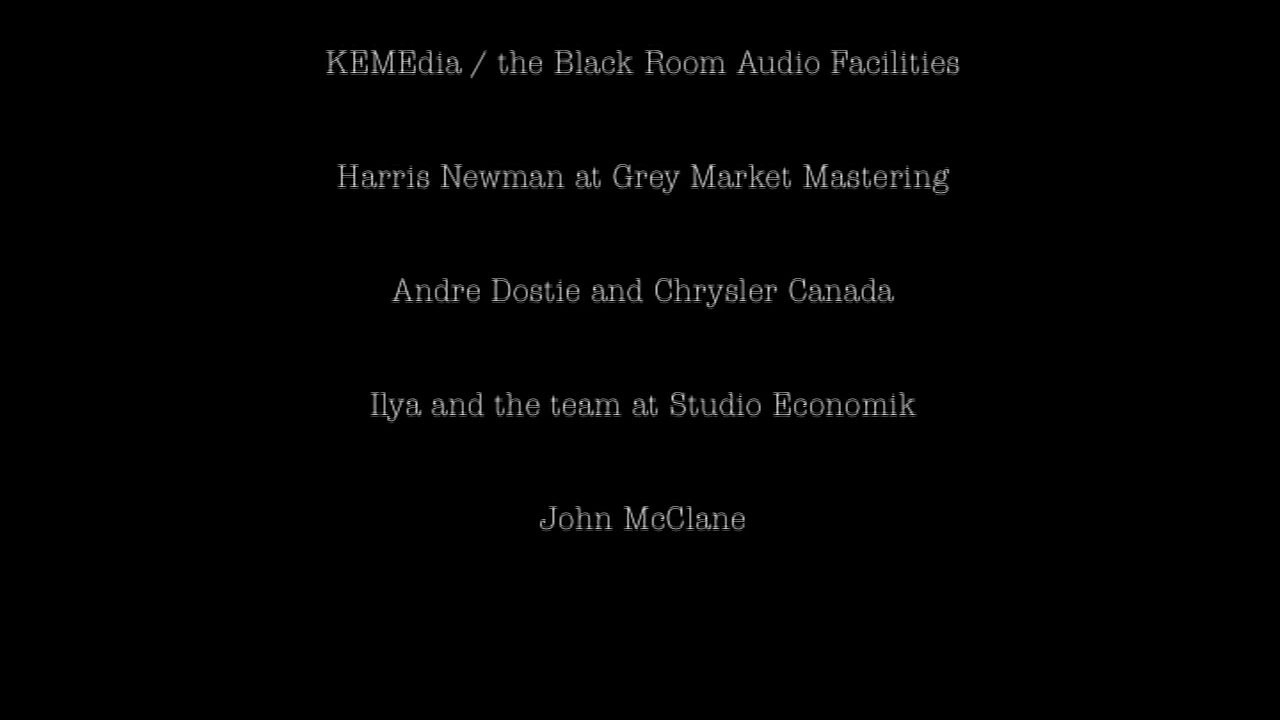 KEMEdia / the Black Room Audio Facilities
Harris Newman at Grey Market Mastering
Andre Dostie and Chrysler Canada
Ilya and the team at Studio Economik
John McClane